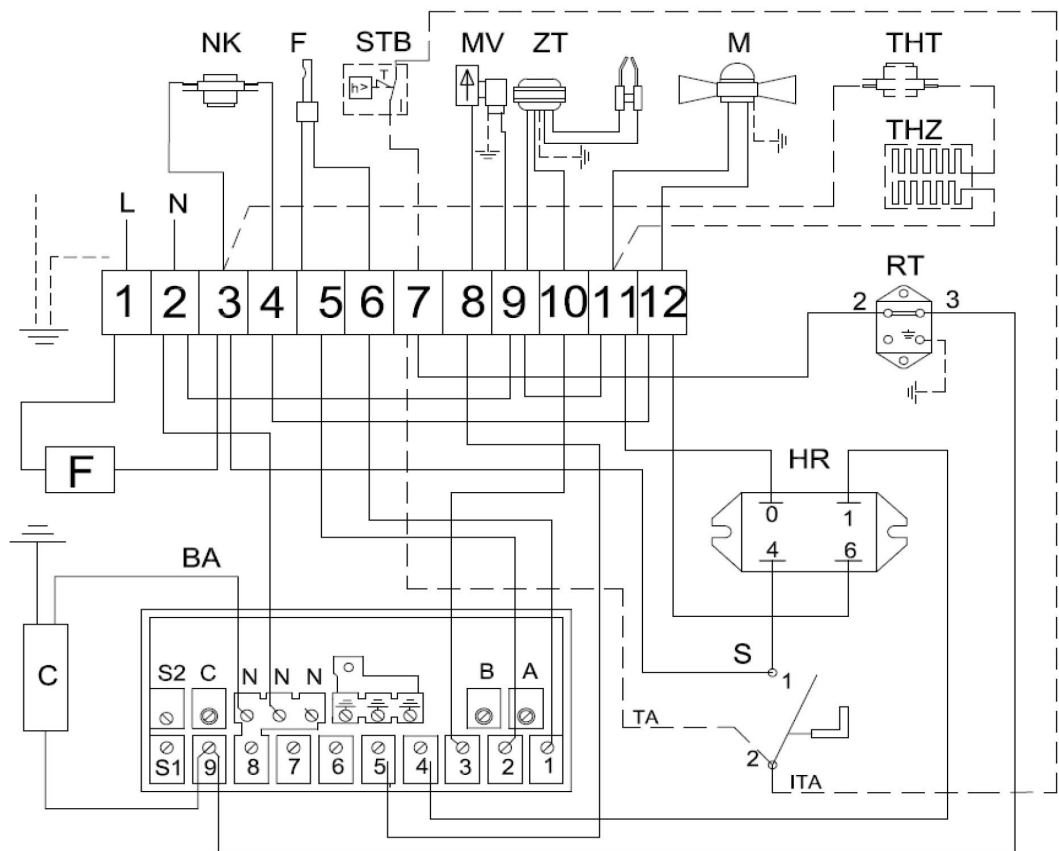 NK F STB MV ZT M THT
T
h>
THZ
L N
RT
1 2 3 4 5 6 7 8 9 10 11 12
2 3
F
HR
0 1
4 6
BA
C
S
1
S2 C N N N B A
TA
2
S1 9 8 7 6 5 4 3 2 1
ITA